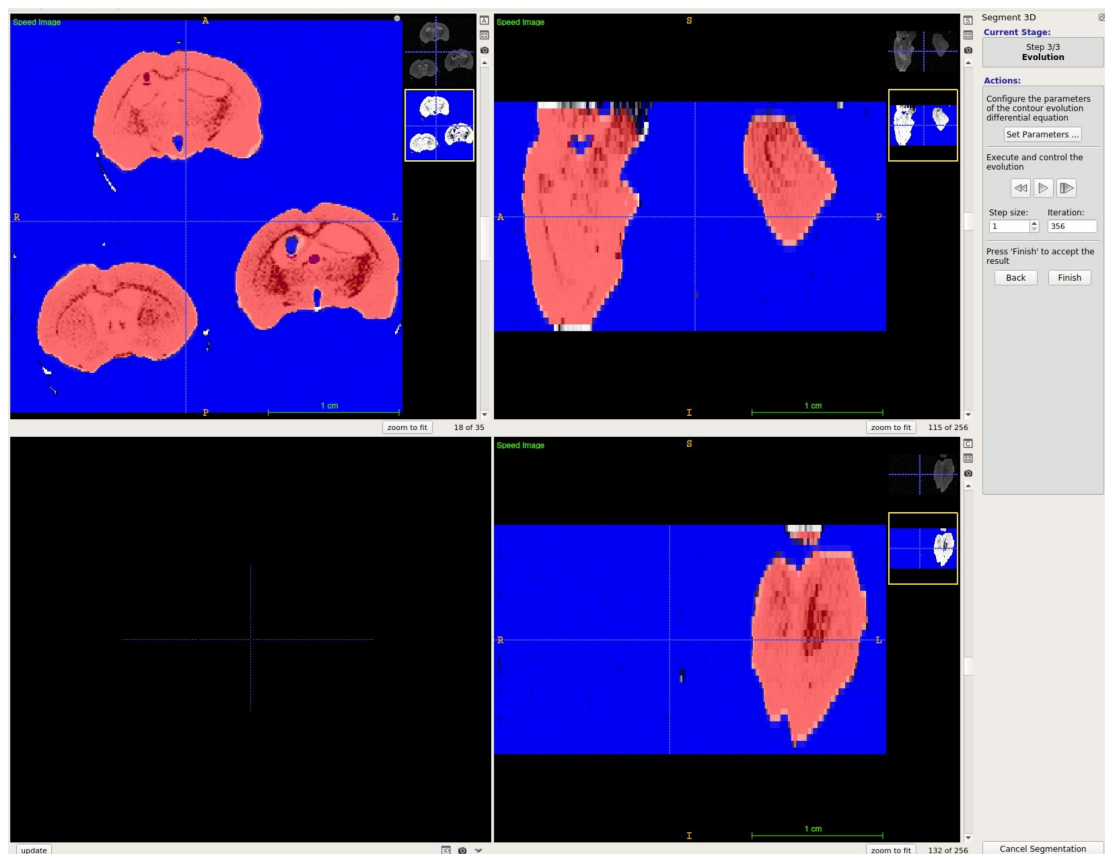 Speed Image
A
R
L
P
1 cm
zoom to fit
18 of 35
Speed Image
S
A
P
I
1 cm
zoom to fit
115 of 256
update
Speed Image
S
R
L
I
1 cm
zoom to fit
132 of 256
A
S
C
3D
Segment 3D
Current Stage:
Step 3/3
Evolution
Actions:
Configure the parameters
of the contour evolution
differential equation
Set Parameters ...
Execute and control the
evolution
Step size:
Iteration:
1
356
Press 'Finish' to accept the
result
Back
Finish
Cancel Segmentation